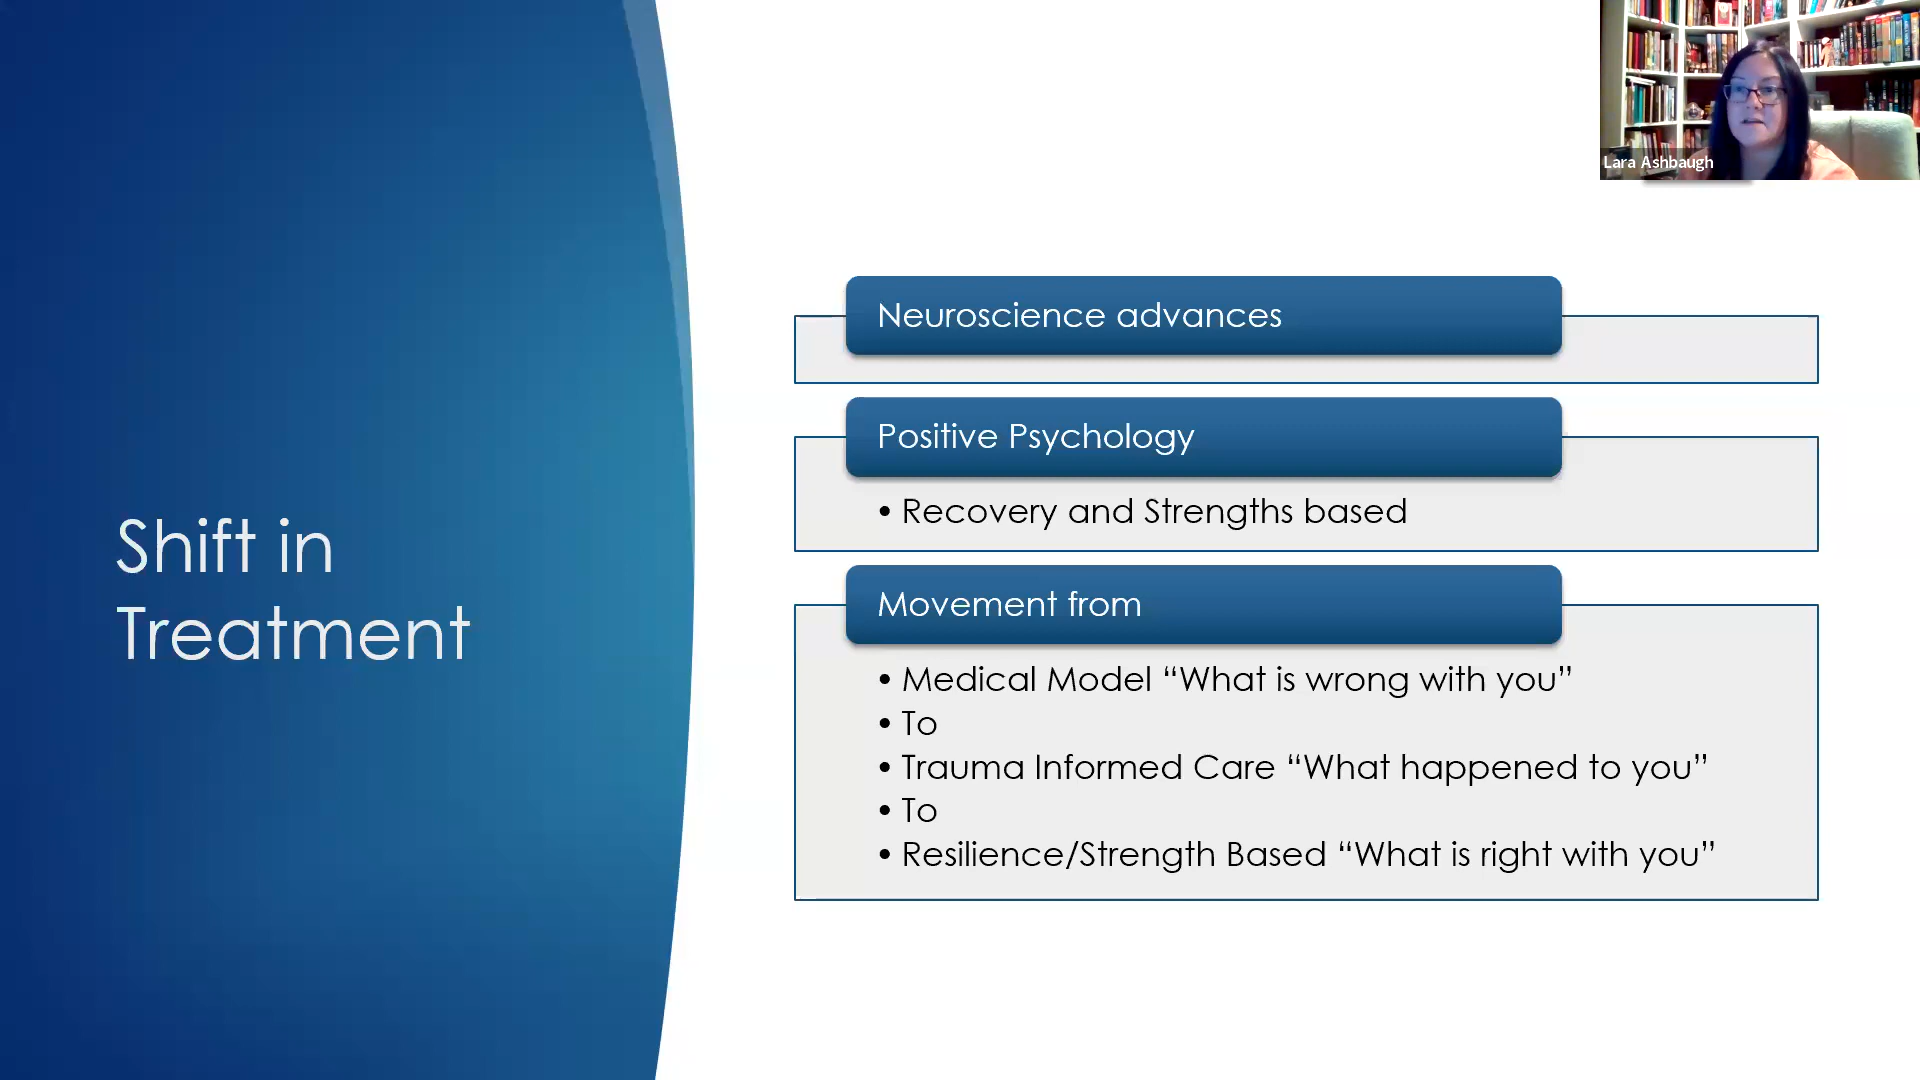 Lara Ashbaugh
Shift in
Treatment
Neuroscience advances
Positive Psychology
• Recovery and Strengths based
Movement from
• Medical Model “What is wrong with you”
• To
• Trauma Informed Care “What happened to you”
• To
• Resilience/Strength Based “What is right with you”